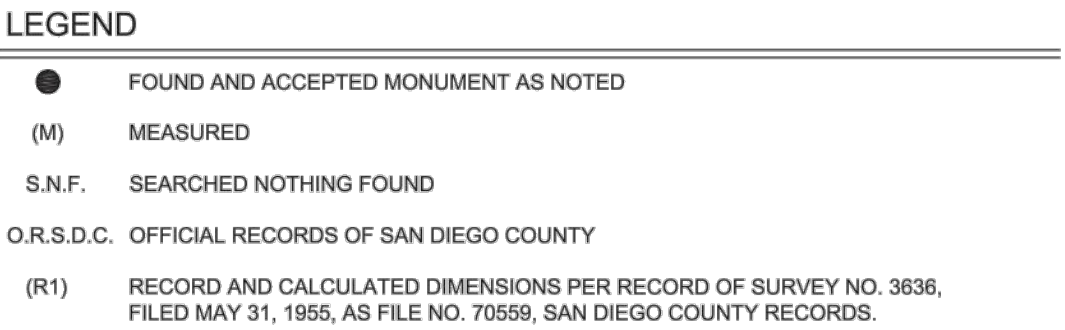 LEGEND
FOUND AND ACCEPTED MONUMENT AS NOTED
(M) MEASURED
S.N.F. SEARCHED NOTHING FOUND
O.R.S.D.C. OFFICIAL RECORDS OF SAN DIEGO COUNTY
(R1) RECORD AND CALCULATED DIMENSIONS PER RECORD OF SURVEY NO. 3636,
FILED MAY 31, 1955, AS FILE NO. 70559, SAN DIEGO COUNTY RECORDS.